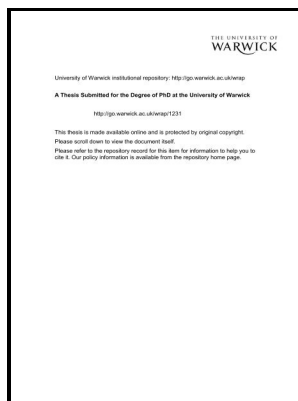 THE UNIVERSITY OF
WARWICK
University of Warwick institutional repository: http://go.warwick.ac.uk/wrap
A Thesis Submitted for the Degree of PhD at the University of Warwick
http://go.warwick.ac.uk/wrap/1231
This thesis is made available online and is protected by original copyright.
Please scroll down to view the document itself.
Please refer to the repository record for this item for information to help you to
cite it. Our policy information is available from the repository home page.